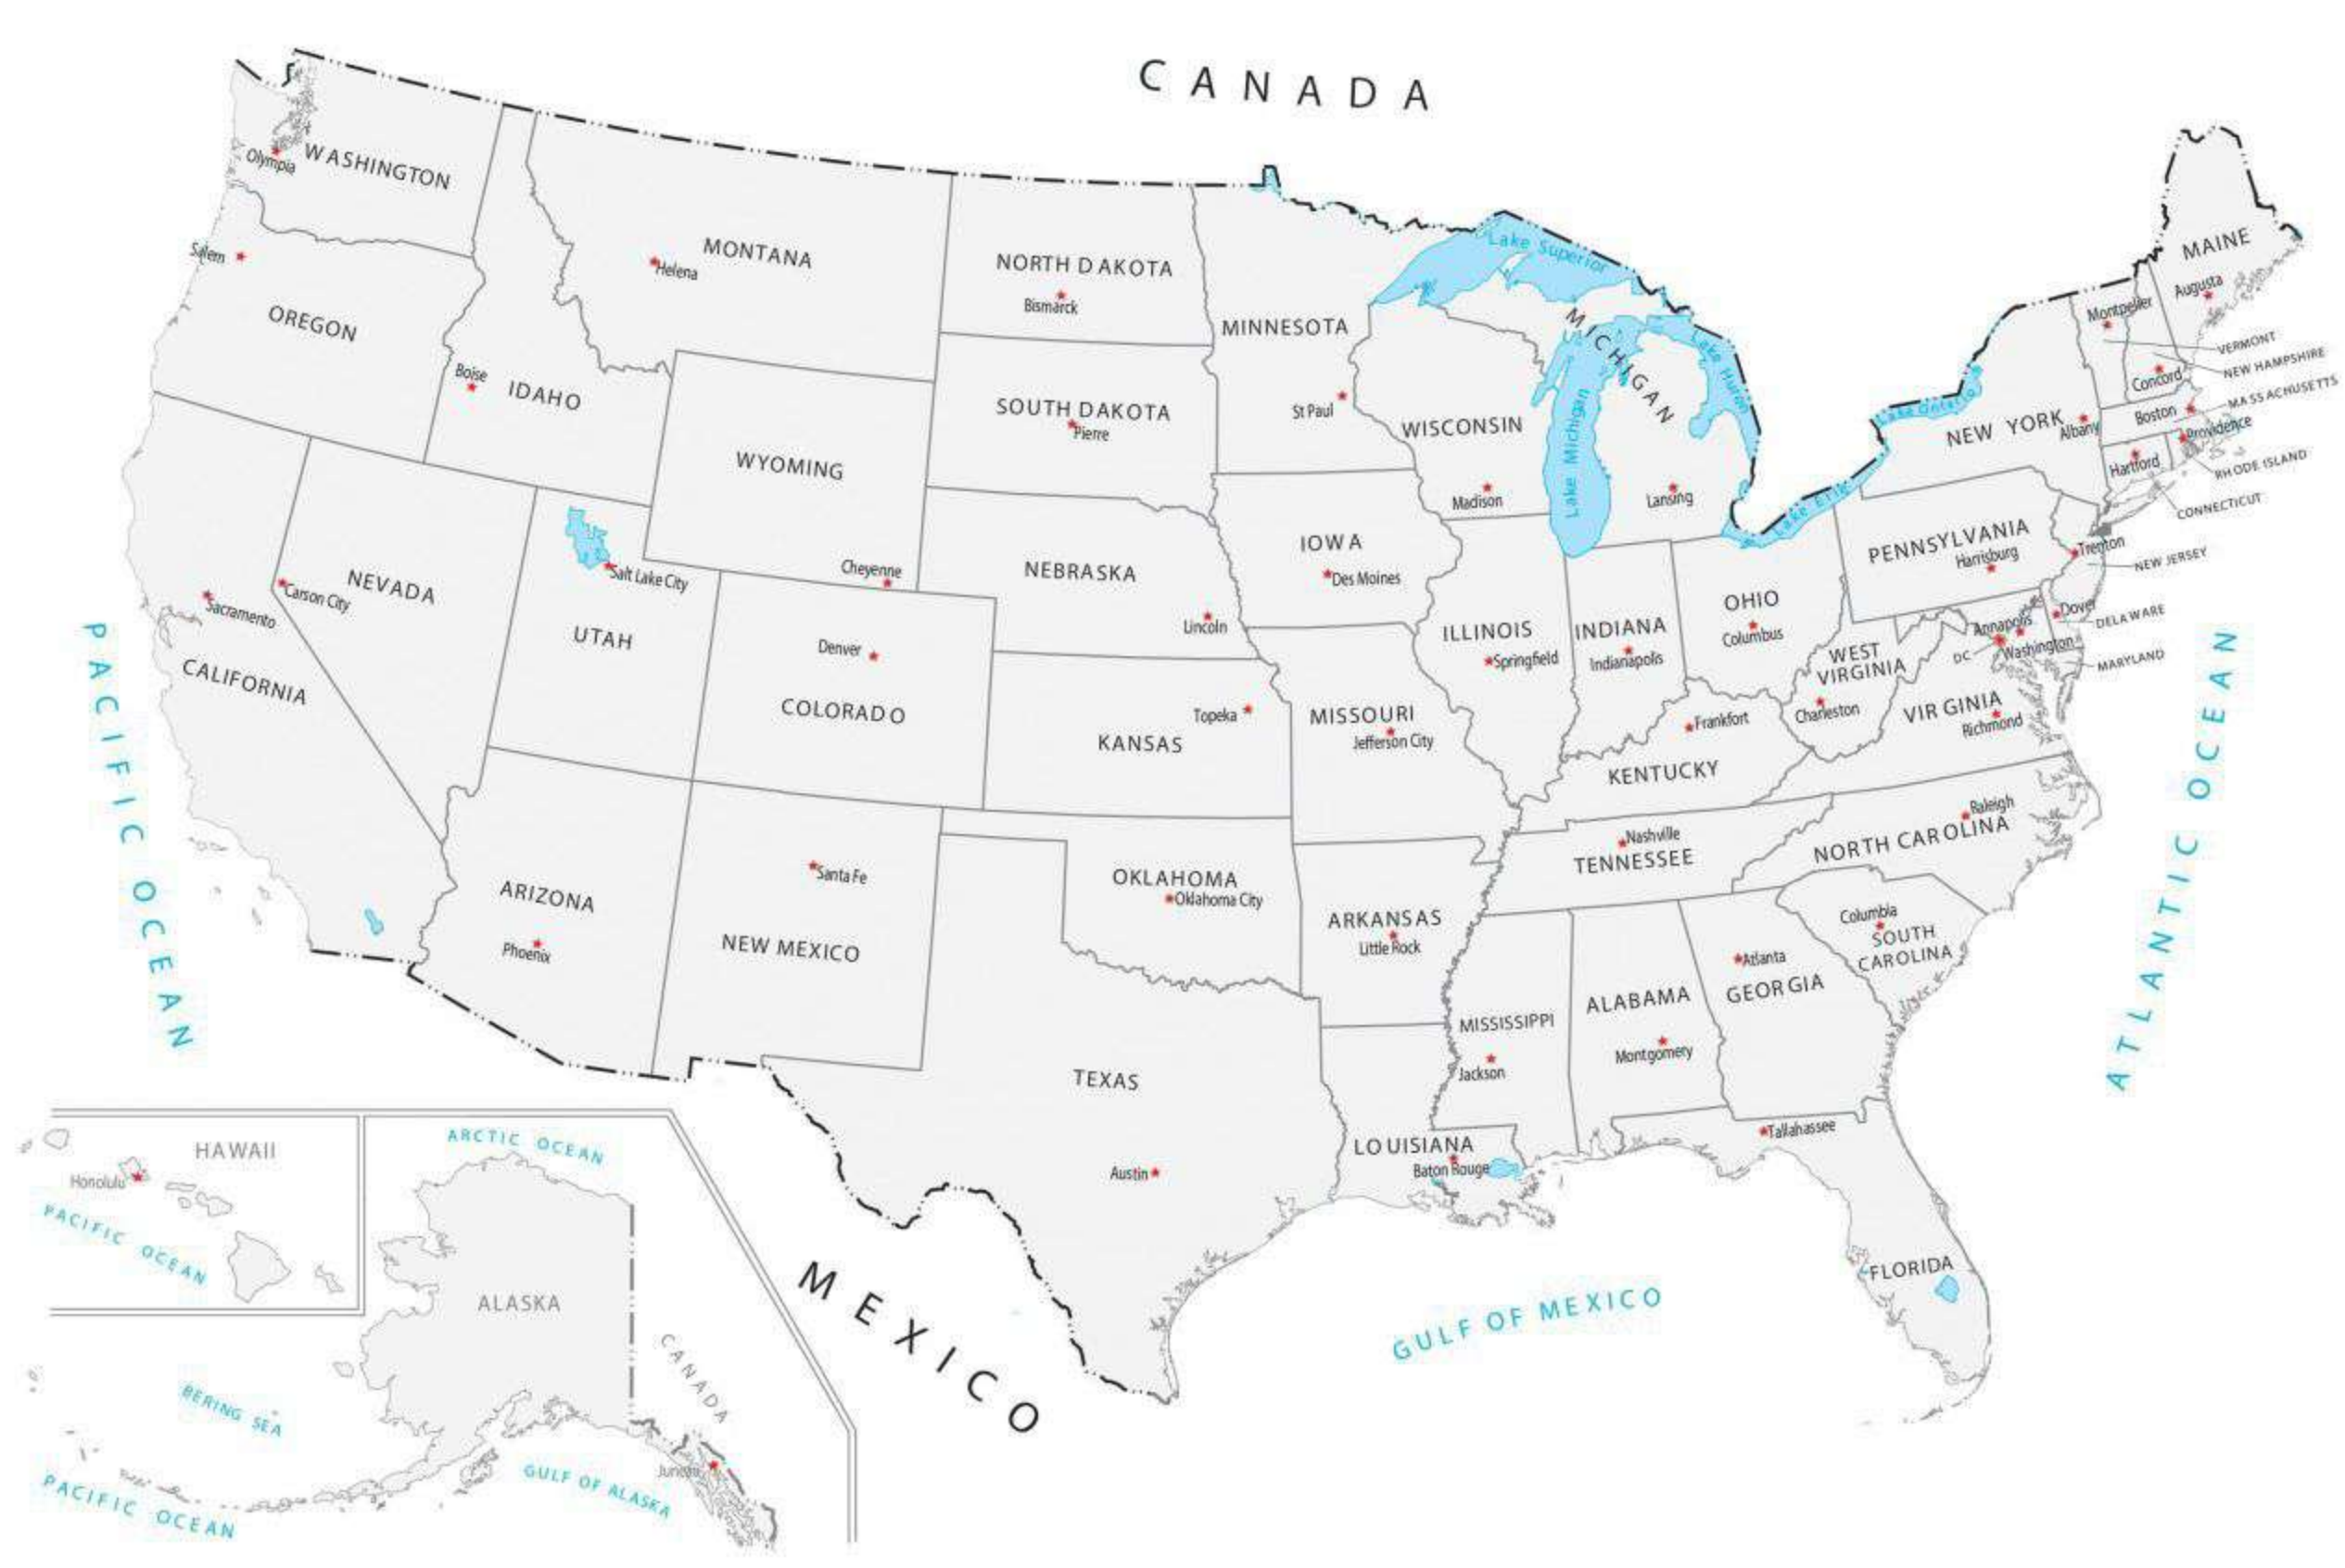 CANADA
WASHINGTON
Olympia
MONTANA
Helena
NORTH DAKOTA
Bismarck
MINNESOTA
St Paul
Lake Superior
MICHIGAN
Lake Huron
Lake Michigan
Lansing
MAINE
Augusta
Montpelier
VERMONT
NEW HAMPSHIRE
Concord
MASSACHUSETTS
Boston
Providence
RHODE ISLAND
Hartford
CONNECTICUT
Lake Ontario
NEW YORK
Albany
Salem
OREGON
Boise
IDAHO
WYOMING
Cheyenne
SOUTH DAKOTA
Pierre
WISCONSIN
Madison
Lake Erie
PENNSYLVANIA
Harrisburg
Trenton
NEW JERSEY
Dover
DELAWARE
Annapolis
Washington
DC
MARYLAND
IOWA
Des Moines
NEBRASKA
Lincoln
NEVADA
Carson City
Sacramento
CALIFORNIA
Salt Lake City
UTAH
Denver
COLORADO
Topeka
KANSAS
MISSOURI
Jefferson City
ILLINOIS
Springfield
INDIANA
Indianapolis
OHIO
Columbus
WEST
VIRGINIA
Charleston
VIRGINIA
Richmond
Frankfort
KENTUCKY
Nashville
TENNESSEE
Raleigh
NORTH CAROLINA
Columbia
SOUTH
CAROLINA
PACIFIC OCEAN
ATLANTIC OCEAN
ARIZONA
Phoenix
Santa Fe
NEW MEXICO
OKLAHOMA
Oklahoma City
ARKANSAS
Little Rock
MISSISSIPPI
Jackson
ALABAMA
Montgomery
Atlanta
GEORGIA
TEXAS
Austin
LOUISIANA
Baton Rouge
Tallahassee
FLORIDA
GULF OF MEXICO
MEXICO
HAWAII
Honolulu
PACIFIC OCEAN
ARCTIC OCEAN
ALASKA
CANADA
BERING SEA
Juneau
GULF OF ALASKA
PACIFIC OCEAN